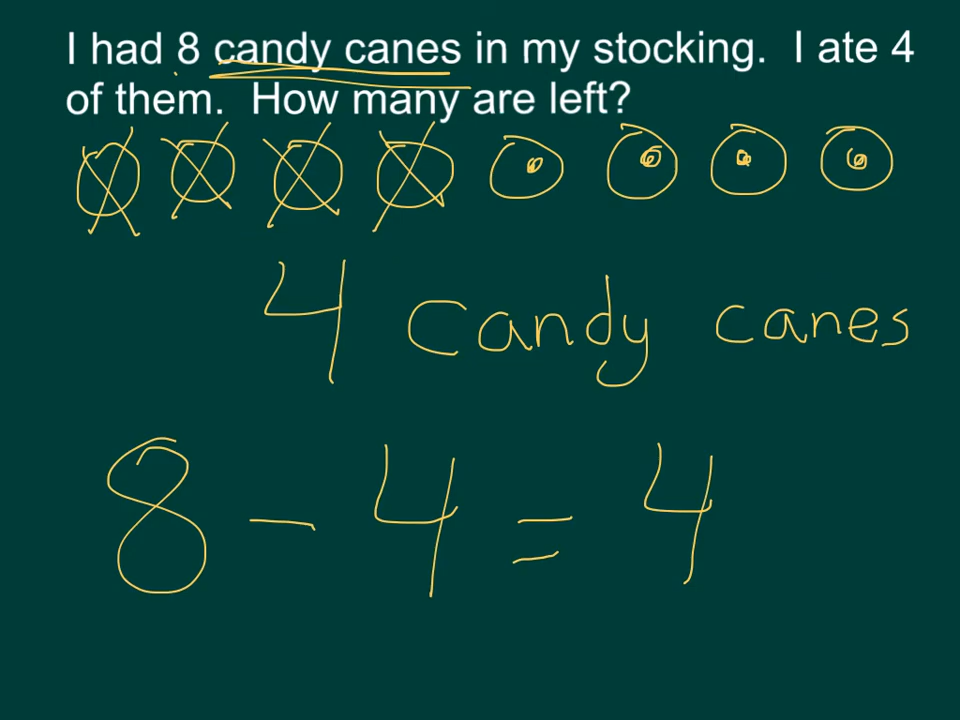 I had 8 candy canes in my stocking. I ate 4
of them. How many are left?
4 candy canes
8 - 4 = 4